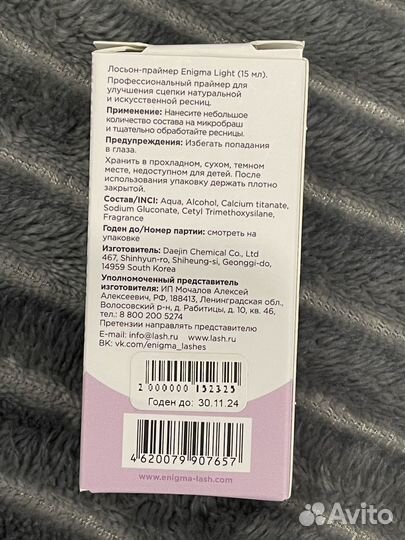 Лосьон-праймер Enigma Light (15 мл).
Профессиональный праймер для
улучшения сцепки натуральной
и искусственной ресниц.
Применение: Нанесите небольшое
количество состава на микробраш
и тщательно обработайте ресницы.
Предупреждения: Избегать попадания
в глаза.
Хранить в прохладном, сухом, темном
месте, недоступном для детей. После
использования упаковку держать плотно
закрытой.
Состав/INCI: Aqua, Alcohol, Calcium titanate,
Sodium Gluconate, Cetyl Trimethoxysilane,
Fragrance
Годен до/Номер партии: смотреть на
упаковке
Изготовитель: Daejin Chemical Co., Ltd
467, Shinhyun-ro, Shiheung-si, Geonggi-do,
14959 South Korea
Уполномоченный представитель
изготовителя: ИП Мочалов Алексей
Алексеевич, РФ, 188413, Ленинградская обл.,
Волосовский р-н, д. Рабитицы, д. 10, кв. 46,
тел.: 8 800 200 5274
Претензии направлять представителю
E-mail: info@lash.ru www.lash.ru
ВК: vk.com/enigma_lashes
2 000000 152325
Годен до: 30.11.24
4 620079 907657
www.enigma-lash.com
Avito